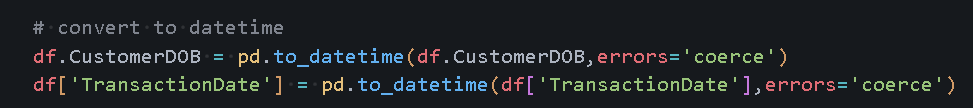 # convert to datetime
df.CustomerDOB = pd.to_datetime(df.CustomerDOB,errors='coerce')
df['TransactionDate'] = pd.to_datetime(df['TransactionDate'],errors='coerce')